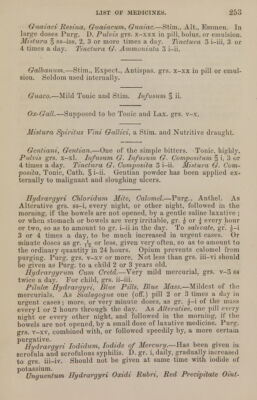 LIST OF MEDICINES. 253
Guaiaci Resina, Guaiacum, Guaiac.—Stim., Alt., Emmen. In
large doses Purg. D. Pulvis grs. x-xxx in pill, bolus, or emulsion.
Mistura ℥ ss-iss, 2, 3 or more times a day. Tinctura ʒ i-iii, 3 or
4 times a day. Tinctura G. Ammoniata ʒ i-ii.
Galbanum.—Stim., Expect., Antispas. grs. x-xx in pill or emul-
sion. Seldom used internally.
Guaco.—Mild Tonic and Stim. Infusum ℥ ii.
Ox-Gall.—Supposed to be Tonic and Lax. grs. v-x.
Mistura Spiritus Vini Gallici, a Stim. and Nutritive draught.
Gentiani, Gentian.—One of the simple bitters. Tonic, highly.
Pulvis grs. x-xl. Infusum G. Infusum G. Compositum ℥ i, 3 or
4 times a day. Tinctura G. Composita ʒ i-ii. Mistura G. Com-
posita, Tonic, Cath. ℥ i-ii. Gentian powder has been applied ex-
ternally to malignant and sloughing ulcers.
Hydrargyri Chloridum Mite, Calomel.—Purg., Anthel. As
Alterative grs. ss-i, every night, or other night, followed in the
morning, if the bowels are not opened, by a gentle saline laxative;
or when stomach or bowels are very irritable, gr. every hour
or two, so as to amount to gr. i-ii in the day. To salivate, gr.
3 or 4 times a day, to be much increased in urgent cases. Or
minute doses as gr. or less, given very often, so as to amount to
the ordinary quantity in 24 hours. Opium prevents calomel from
purging. Purg. grs. v-xv or more. Not less than grs. iii-vi should
be given as Purg. to a child 2 or 3 years old.
Hydrargyrum Cum Cretâ.—Very mild mercurial, grs. v-ʒ ss
twice a day. For child, grs. ii-iii.
Pilulæ Hydrargyri, Blue Pills, Blue Mass.—Mildest of the
mercurials. As Sialagogue one (off.) pill 2 or 3 times a day in
urgent cases; more, or very minute doses, as gr. of the mass
every 1 or 2 hours through the day. As Alterative, one pill every
night or every other night, and followed in the morning, if the
bowels are not opened, by a small dose of laxative medicine. Purg.
grs. v-xv, combined with, or followed speedily by, a more certain
purgative.
Hydrargyri Iodidum, Iodide of Mercury.—Has been given in
scrofula and scrofulous syphilis. D. gr. i, daily, gradually increased
to grs. iii-iv. Should not be given at same time with iodide of
potassium.
Unguentum Hydrargyri Oxidi Rubri, Red Precipitate Oint-